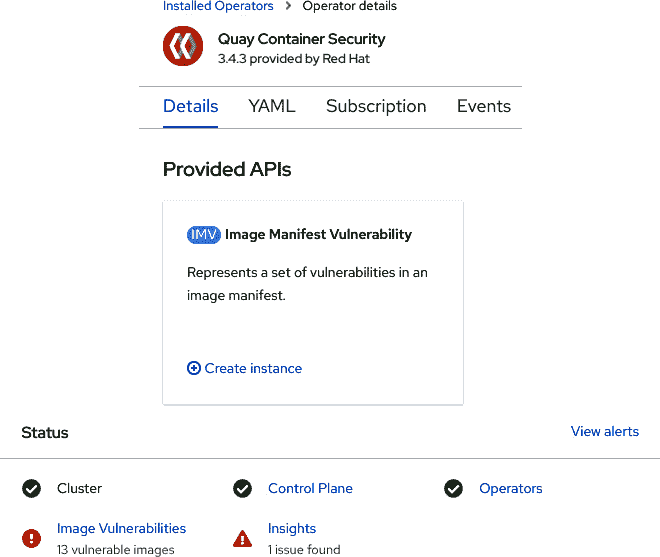 Installed Operators > Operator details
Quay Container Security
3.4.3 provided by Red Hat
Details YAML Subscription Events
Provided APIs
IMV Image Manifest Vulnerability
Represents a set of vulnerabilities in an
image manifest.
Create instance
Status View alerts
Cluster Control Plane Operators
Image Vulnerabilities Insights
13 vulnerable images 1 issue found